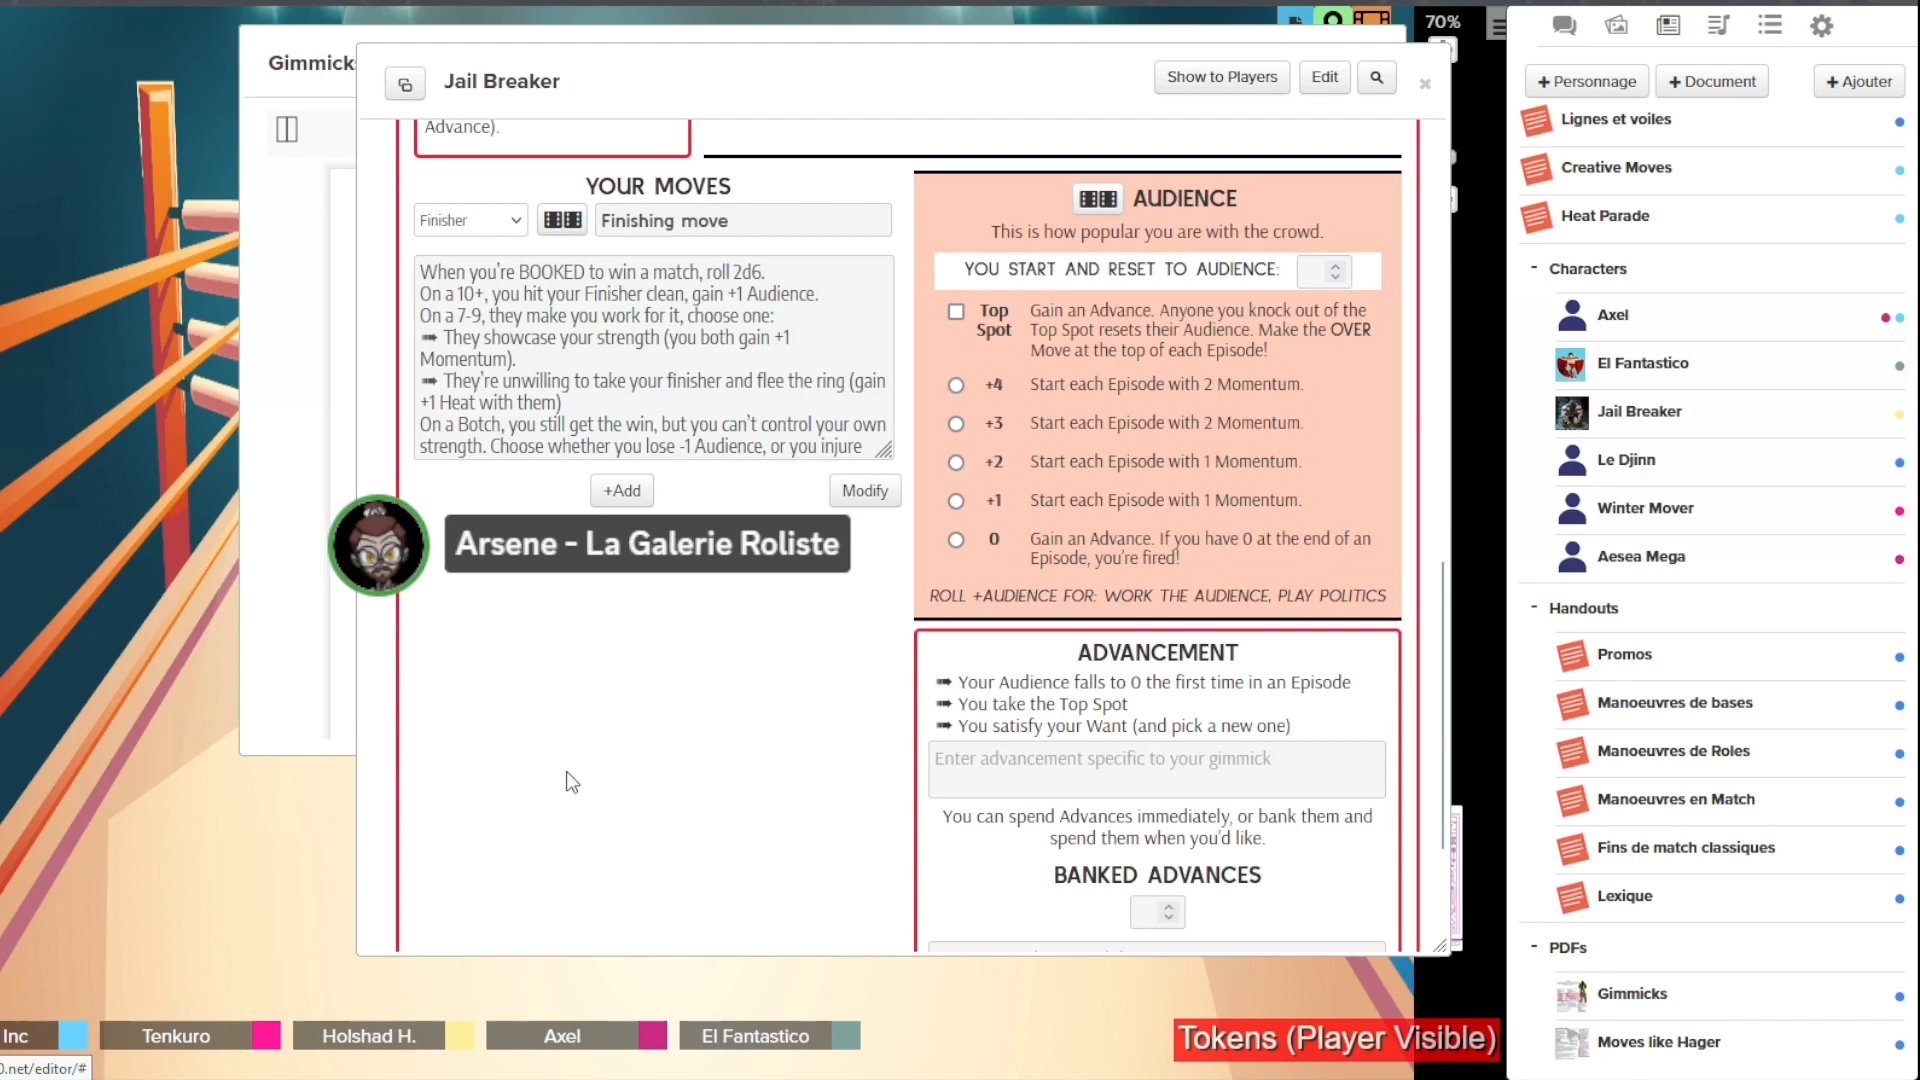 70%
Gimmicks
Jail Breaker
Show to Players
Edit
Advance).
YOUR MOVES
Finisher
Finishing move
When you're BOOKED to win a match, roll 2d6.
On a 10+, you hit your Finisher clean, gain +1 Audience.
On a 7-9, they make you work for it, choose one:
➠ They showcase your strength (you both gain +1
Momentum).
➠ They're unwilling to take your finisher and flee the ring (gain
+1 Heat with them)
On a Botch, you still get the win, but you can't control your own
strength. Choose whether you lose -1 Audience, or you injure
+Add
Modify
Arsene - La Galerie Roliste
AUDIENCE
This is how popular you are with the crowd.
YOU START AND RESET TO AUDIENCE:
Top Spot
Gain an Advance. Anyone you knock out of the
Top Spot resets their Audience. Make the OVER
Move at the top of each Episode!
+4 Start each Episode with 2 Momentum.
+3 Start each Episode with 2 Momentum.
+2 Start each Episode with 1 Momentum.
+1 Start each Episode with 1 Momentum.
0 Gain an Advance. If you have 0 at the end of an
Episode, you're fired!
ROLL +AUDIENCE FOR: WORK THE AUDIENCE, PLAY POLITICS
ADVANCEMENT
➠ Your Audience falls to 0 the first time in an Episode
➠ You take the Top Spot
➠ You satisfy your Want (and pick a new one)
Enter advancement specific to your gimmick
You can spend Advances immediately, or bank them and
spend them when you'd like.
BANKED ADVANCES
Inc
Tenkuro
Holshad H.
Axel
El Fantastico
Tokens (Player Visible)
0.net/editor/#
+ Personnage
+ Document
+ Ajouter
Lignes et voiles
Creative Moves
Heat Parade
- Characters
Axel
El Fantastico
Jail Breaker
Le Djinn
Winter Mover
Aesea Mega
- Handouts
Promos
Manoeuvres de bases
Manoeuvres de Roles
Manoeuvres en Match
Fins de match classiques
Lexique
- PDFs
Gimmicks
Moves like Hager